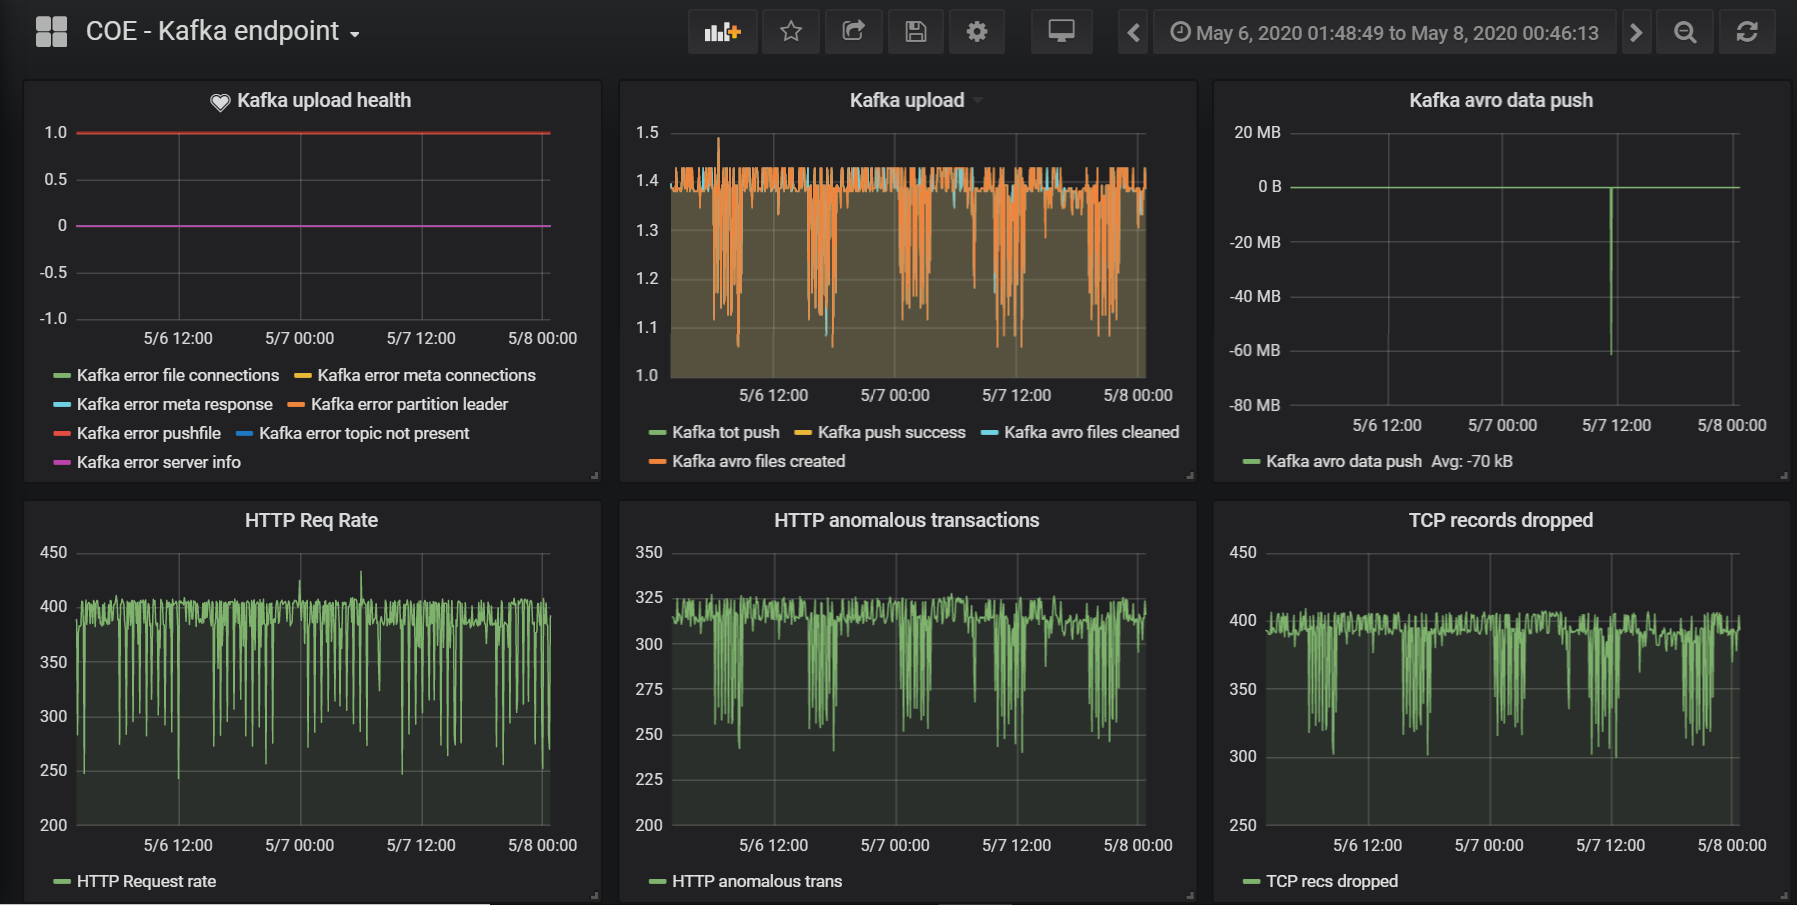 COE - Kafka endpoint
May 6, 2020 01:48:49 to May 8, 2020 00:46:13
Kafka upload health
1.0
0.5
0
-0.5
-1.0
5/6 12:00 5/7 00:00 5/7 12:00 5/8 00:00
Kafka error file connections Kafka error meta connections
Kafka error meta response Kafka error partition leader
Kafka error pushfile Kafka error topic not present
Kafka error server info
Kafka upload
1.5
1.4
1.3
1.2
1.1
1.0
5/6 12:00 5/7 00:00 5/7 12:00 5/8 00:00
Kafka tot push Kafka push success Kafka avro files cleaned
Kafka avro files created
Kafka avro data push
20 MB
0 B
-20 MB
-40 MB
-60 MB
-80 MB
5/6 12:00 5/7 00:00 5/7 12:00 5/8 00:00
Kafka avro data push Avg: -70 kB
HTTP Req Rate
450
400
350
300
250
200
5/6 12:00 5/7 00:00 5/7 12:00 5/8 00:00
HTTP Request rate
HTTP anomalous transactions
350
325
300
275
250
225
200
5/6 12:00 5/7 00:00 5/7 12:00 5/8 00:00
HTTP anomalous trans
TCP records dropped
450
400
350
300
250
5/6 12:00 5/7 00:00 5/7 12:00 5/8 00:00
TCP recs dropped